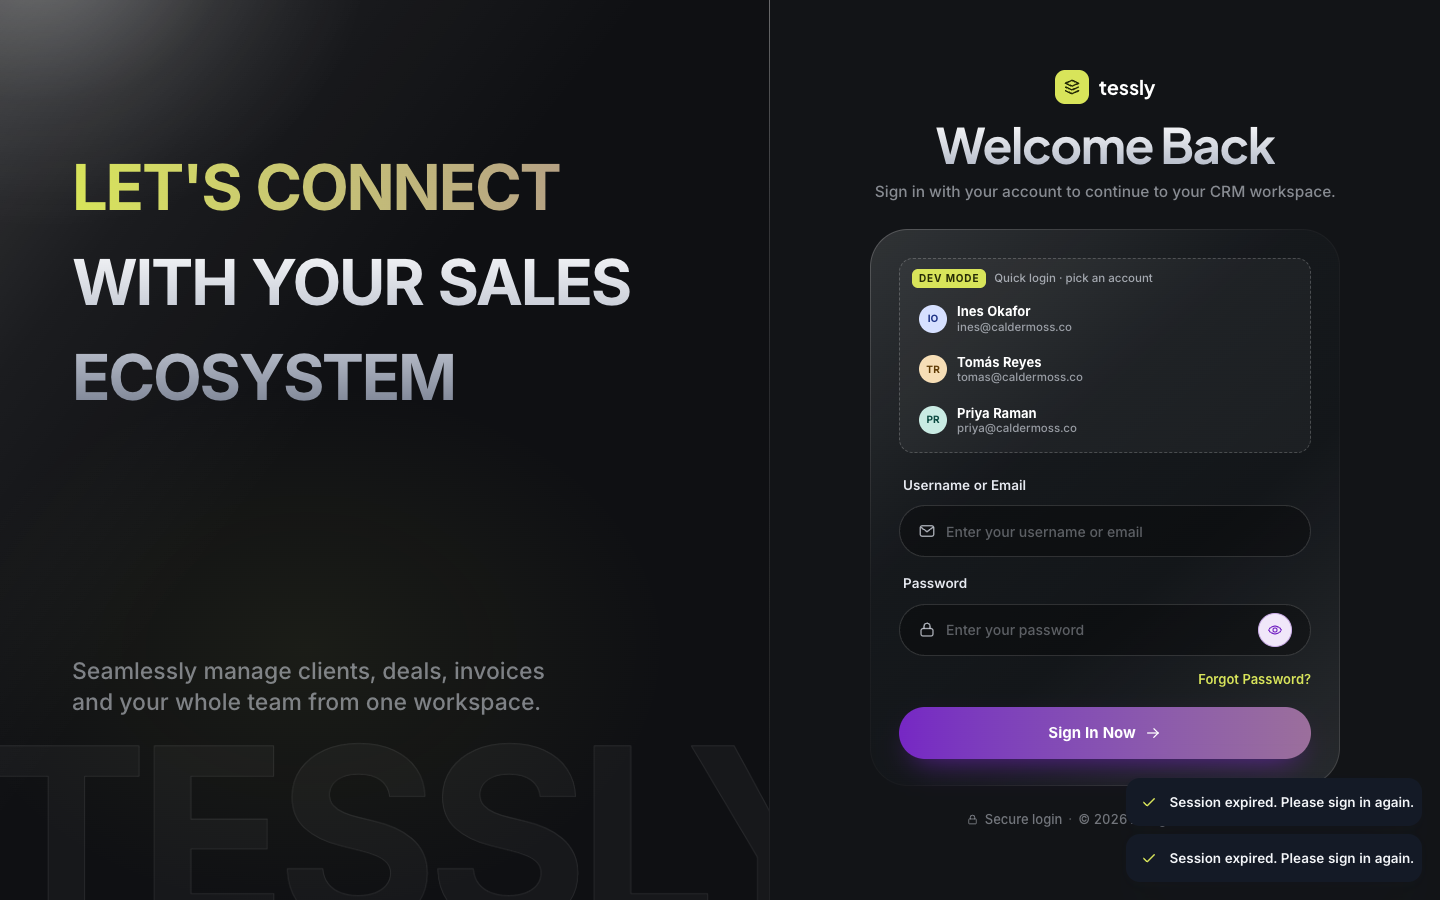 LET'S CONNECT
WITH YOUR SALES
ECOSYSTEM
Seamlessly manage clients, deals, invoices
and your whole team from one workspace.
TESSLY
tessly
Welcome Back
Sign in with your account to continue to your CRM workspace.
DEV MODE Quick login · pick an account
IO Ines Okafor
ines@caldermoss.co
TR Tomás Reyes
tomas@caldermoss.co
PR Priya Raman
priya@caldermoss.co
Username or Email
Enter your username or email
Password
Enter your password
Forgot Password?
Sign In Now
Secure login · © 2026
Session expired. Please sign in again.
Session expired. Please sign in again.